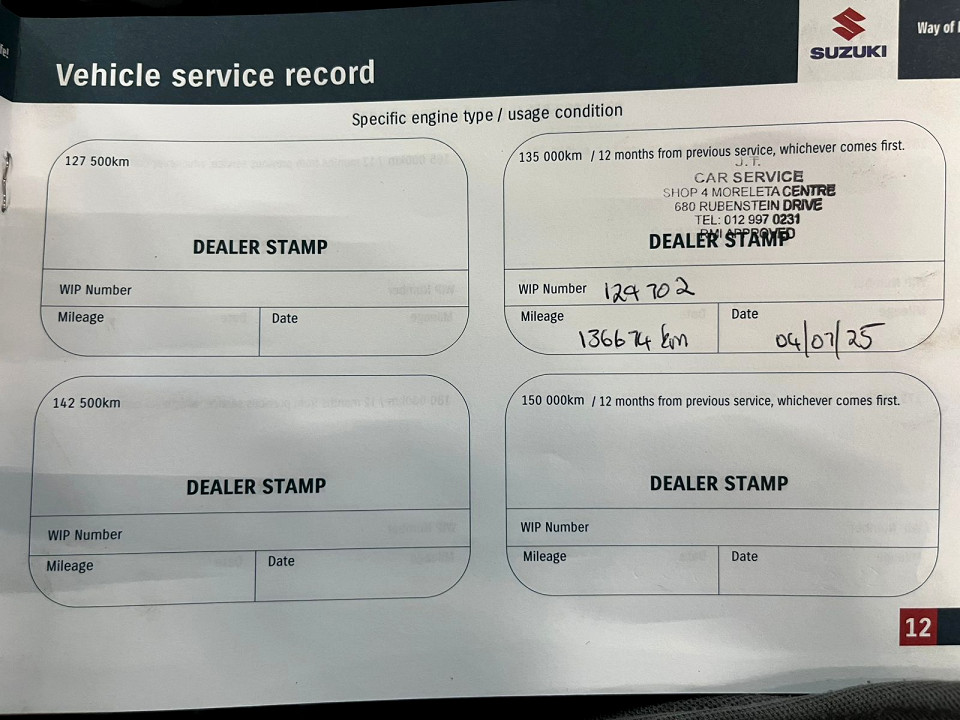 fe!
SUZUKI
Way of
Vehicle service record
Specific engine type / usage condition
127 500km
DEALER STAMP
WIP Number
Mileage
Date
135 000km / 12 months from previous service, whichever comes first.
J.T.
CAR SERVICE
SHOP 4 MORELETA CENTRE
680 RUBENSTEIN DRIVE
TEL: 012 997 0231
RMI APPROVED
DEALER STAMP
WIP Number 124702
Mileage
136674 km
Date
04/07/25
142 500km
DEALER STAMP
WIP Number
Mileage
Date
150 000km / 12 months from previous service, whichever comes first.
DEALER STAMP
WIP Number
Mileage
Date
12